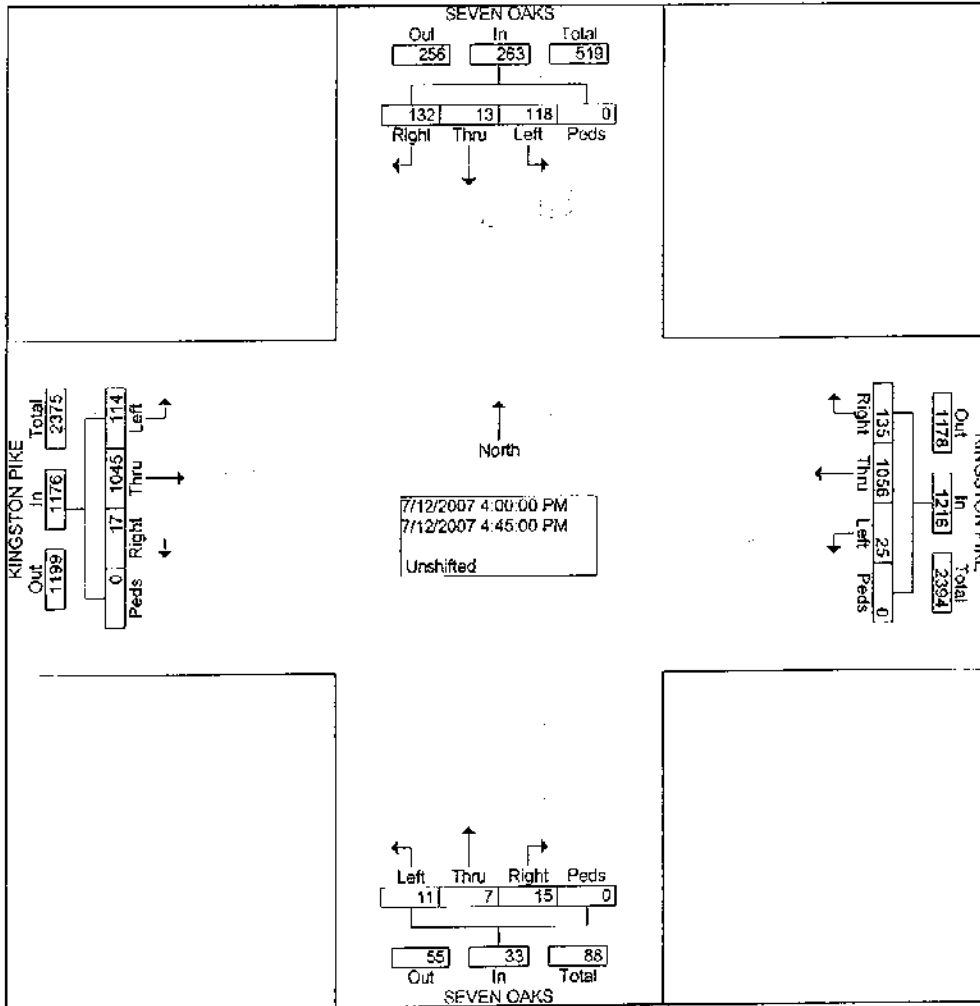 SEVEN OAKS
Out In Total
256 263 519
132 13 118 0
Right Thru Left Peds
KINGSTON PIKE
Total In Out
2375 1176 1199
114 1045 17 0
Left Thru Right Peds
North
7/12/2007 4:00:00 PM
7/12/2007 4:45:00 PM
Unshifted
Right Thru Left Peds
135 1056 25 0
Out In Total
1178 1216 2394
KINGSTON PIKE
Left Thru Right Peds
11 7 15 0
55 33 88
Out In Total
SEVEN OAKS